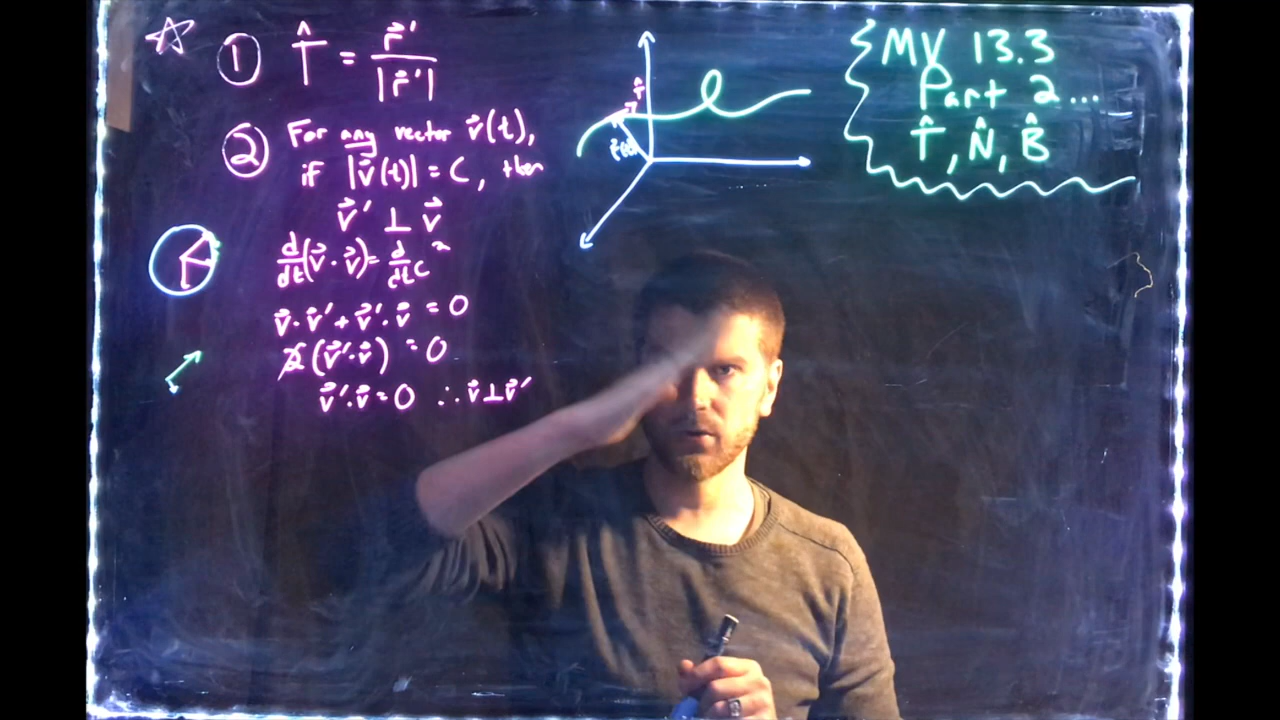 ① T̂ = r⃗' / |r⃗'|
② For any vector v⃗(t),
if |v⃗(t)| = C, then
v⃗' ⊥ v⃗
d/dt(v⃗ · v⃗) = d/dt C²
v⃗ · v⃗' + v⃗' · v⃗ = 0
2(v⃗' · v⃗) = 0
v⃗' · v⃗ = 0 ∴ v⃗ ⊥ v⃗'
T̂
r⃗(t)
MV 13.3
Part 2...
T̂, N̂, B̂